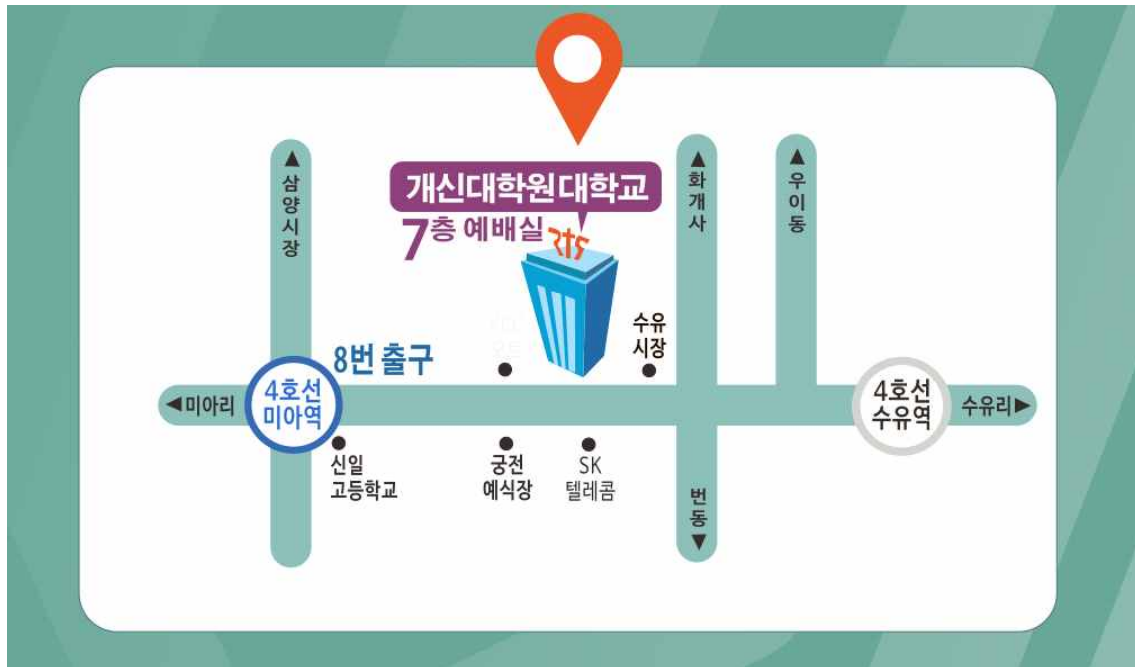 개신대학원대학교
7층 예배실
▲삼양시장
▲화개사
▲우이동
수유
시장
8번 출구
◀미아리
4호선
미아역
4호선
수유역
수유리▶
신일
고등학교
궁전
예식장
SK
텔레콤
번동▼